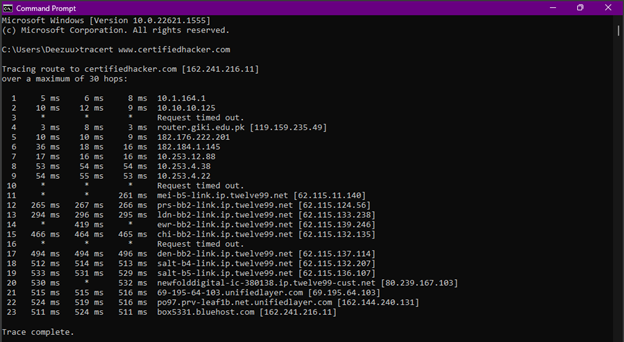 Command Prompt
Microsoft Windows [Version 10.0.22621.1555]
(c) Microsoft Corporation. All rights reserved.
C:\Users\Deezuu>tracert www.certifiedhacker.com
Tracing route to certifiedhacker.com [162.241.216.11]
over a maximum of 30 hops:
1 5 ms 6 ms 8 ms 10.1.164.1
2 10 ms 12 ms 9 ms 10.10.10.125
3 * * * Request timed out.
4 3 ms 8 ms 3 ms router.giki.edu.pk [119.159.235.49]
5 10 ms 10 ms 9 ms 182.176.222.201
6 36 ms 18 ms 16 ms 182.184.1.145
7 17 ms 16 ms 16 ms 10.253.12.88
8 53 ms 54 ms 54 ms 10.253.4.38
9 54 ms 55 ms 53 ms 10.253.4.22
10 * * * Request timed out.
11 * * 261 ms mei-b5-link.ip.twelve99.net [62.115.11.140]
12 265 ms 267 ms 266 ms prs-bb2-link.ip.twelve99.net [62.115.124.56]
13 294 ms 296 ms 295 ms ldn-bb2-link.ip.twelve99.net [62.115.133.238]
14 * 419 ms * ewr-bb2-link.ip.twelve99.net [62.115.139.246]
15 466 ms 464 ms 465 ms chi-bb2-link.ip.twelve99.net [62.115.132.135]
16 * * * Request timed out.
17 494 ms 494 ms 496 ms den-bb2-link.ip.twelve99.net [62.115.137.114]
18 512 ms 514 ms 513 ms salt-b4-link.ip.twelve99.net [62.115.132.207]
19 533 ms 531 ms 529 ms salt-b5-link.ip.twelve99.net [62.115.136.107]
20 530 ms * 532 ms newfolddigital-ic-380138.ip.twelve99-cust.net [80.239.167.103]
21 515 ms 515 ms 516 ms 69-195-64-103.unifiedlayer.com [69.195.64.103]
22 524 ms 519 ms 516 ms po97.prv-leaf1b.net.unifiedlayer.com [162.144.240.131]
23 511 ms 524 ms 511 ms box5331.bluehost.com [162.241.216.11]
Trace complete.